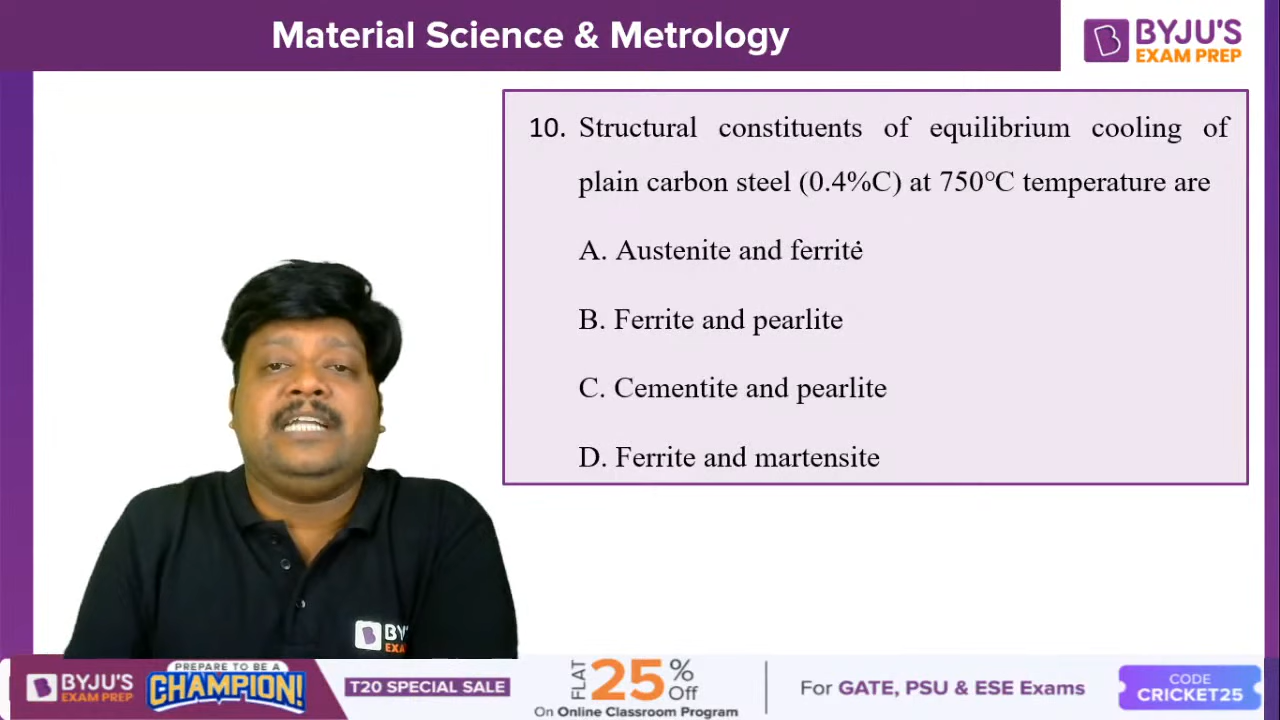 Material Science & Metrology
BYJU'S
EXAM PREP
10. Structural constituents of equilibrium cooling of
plain carbon steel (0.4%C) at 750°C temperature are
A. Austenite and ferrite
B. Ferrite and pearlite
C. Cementite and pearlite
D. Ferrite and martensite
BY
EXA
BYJU'S
EXAM PREP
PREPARE TO BE A
CHAMPION!
T20 SPECIAL SALE
FLAT
25% Off
On Online Classroom Program
For GATE, PSU & ESE Exams
CODE
CRICKET25